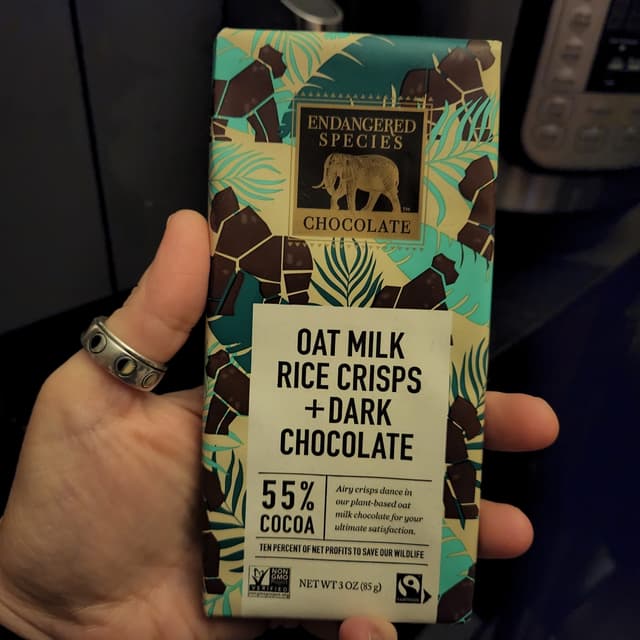 ENDANGERED
SPECIES
CHOCOLATE
OAT MILK
RICE CRISPS
+DARK
CHOCOLATE
55%
COCOA
Airy crisps dance in
our plant-based oat
milk chocolate for your
ultimate satisfaction.
TEN PERCENT OF NET PROFITS TO SAVE OUR WILDLIFE
NON
GMO
VERIFIED
NET WT 3 OZ (85 g)